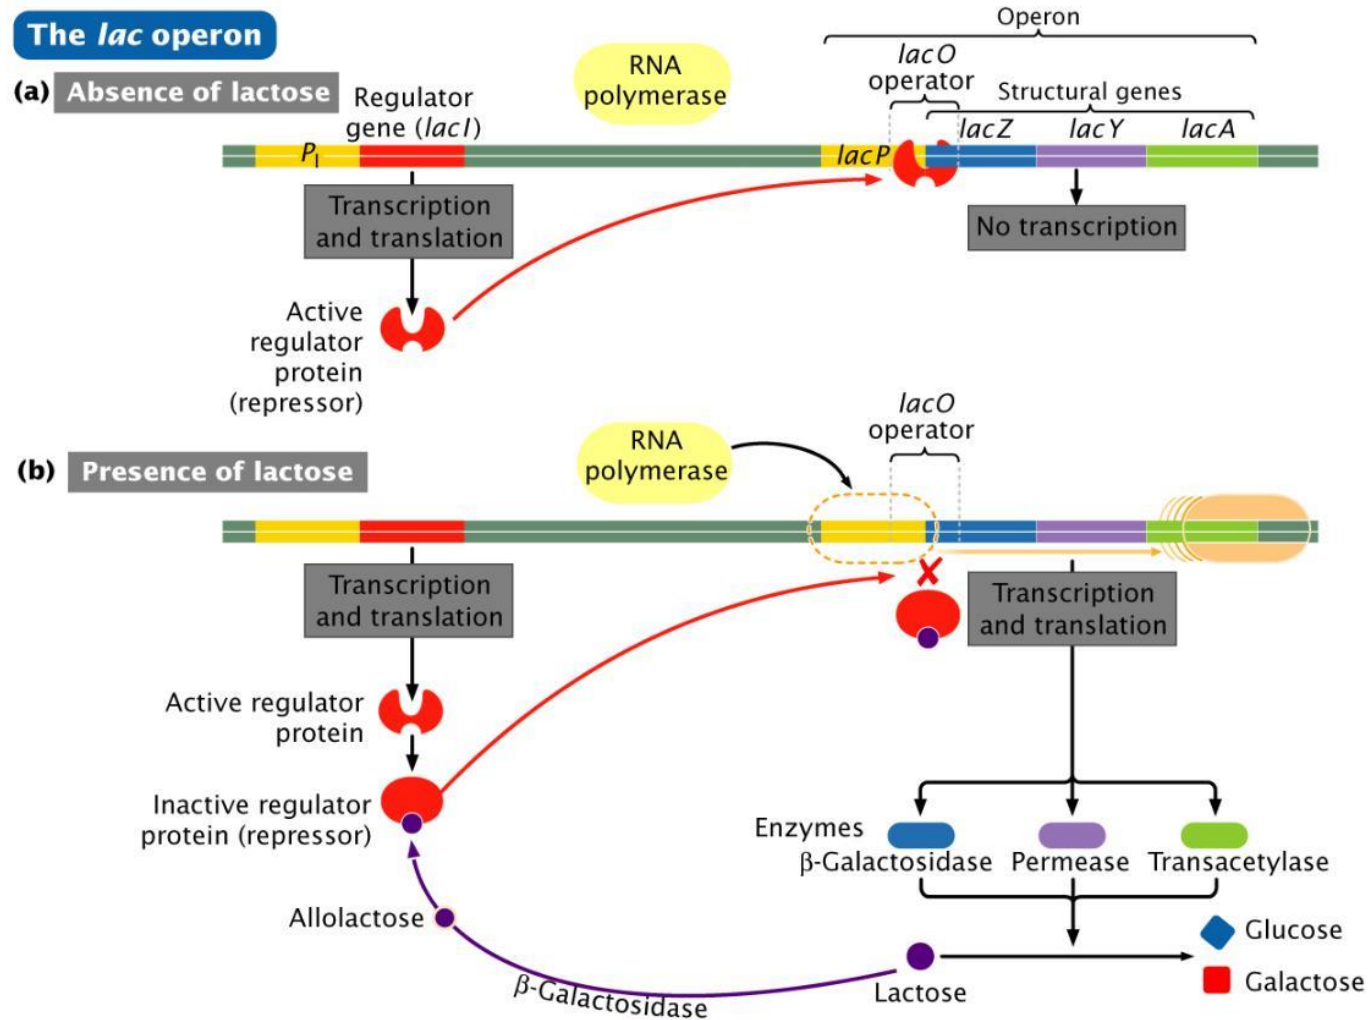 The lac operon
(a) Absence of lactose
Regulator
gene (lacI)
RNA
polymerase
Operon
lacO
operator
Structural genes
lacZ lacY lacA
PI
lacP
Transcription
and translation
No transcription
Active
regulator
protein
(repressor)
(b) Presence of lactose
RNA
polymerase
lacO
operator
Transcription
and translation
Transcription
and translation
Active regulator
protein
Inactive regulator
protein (repressor)
Enzymes
β-Galactosidase Permease Transacetylase
Allolactose
β-Galactosidase
Lactose
Glucose
Galactose